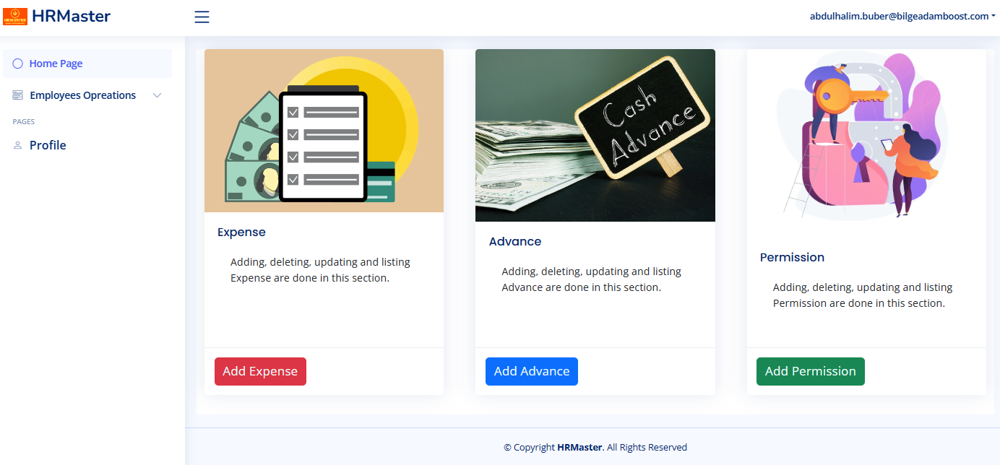 HRMaster
abdulhalim.buber@bilgeadamboost.com
Home Page
Employees Opreations
PAGES
Profile
Cash
Advance
Expense
Adding, deleting, updating and listing
Expense are done in this section.
Add Expense
Advance
Adding, deleting, updating and listing
Advance are done in this section.
Add Advance
Permission
Adding, deleting, updating and listing
Permission are done in this section.
Add Permission
© Copyright HRMaster. All Rights Reserved